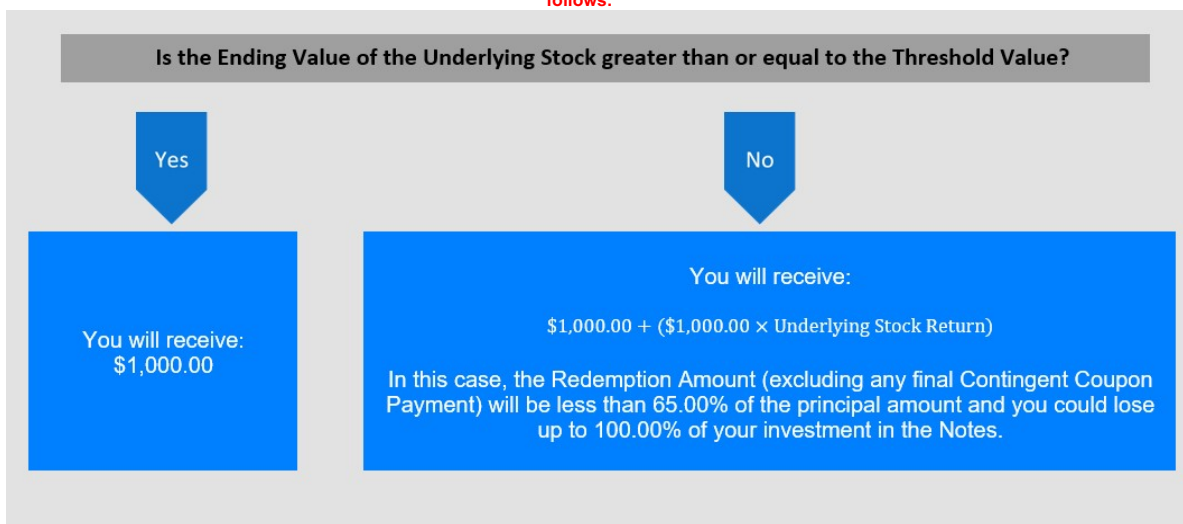 follows:
Is the Ending Value of the Underlying Stock greater than or equal to the Threshold Value?
Yes
No
You will receive:
$1,000.00
You will receive:
$1,000.00 + ($1,000.00 × Underlying Stock Return)
In this case, the Redemption Amount (excluding any final Contingent Coupon
Payment) will be less than 65.00% of the principal amount and you could lose
up to 100.00% of your investment in the Notes.